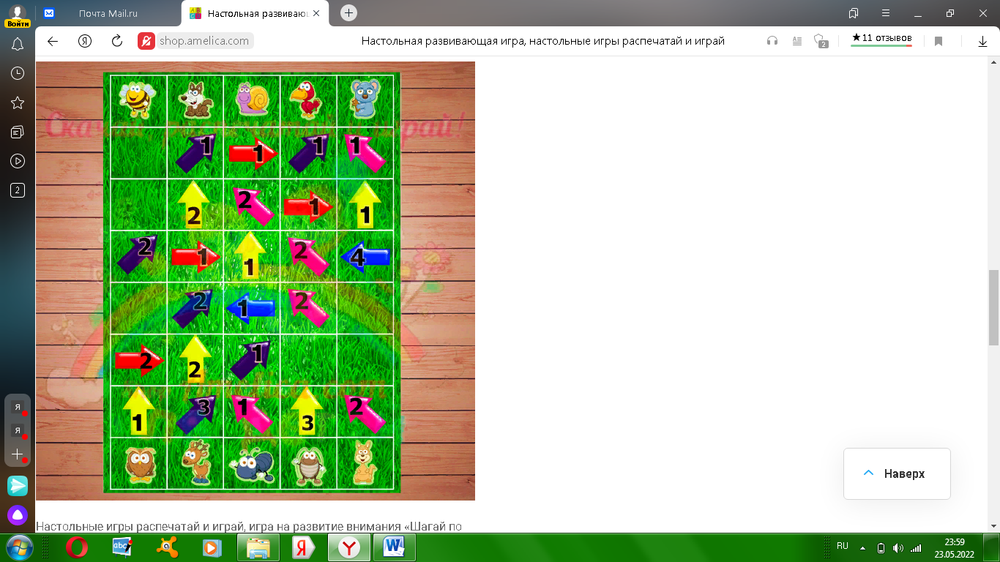 Почта Mail.ru
Настольная развиваюц
Войти
shop.amelica.com
Настольная развивающая игра, настольные игры распечатай и играй
2
★11 отзывов
2
1 1 1 1
2 2 1 1
2 1 1 2 4
2 1 2
2 2 1
1 3 1 3 2
Я
Я
Наверх
Настольные игры распечатай и играй, игра на развитие внимания «Шагай по
RU
23:59
23.05.2022